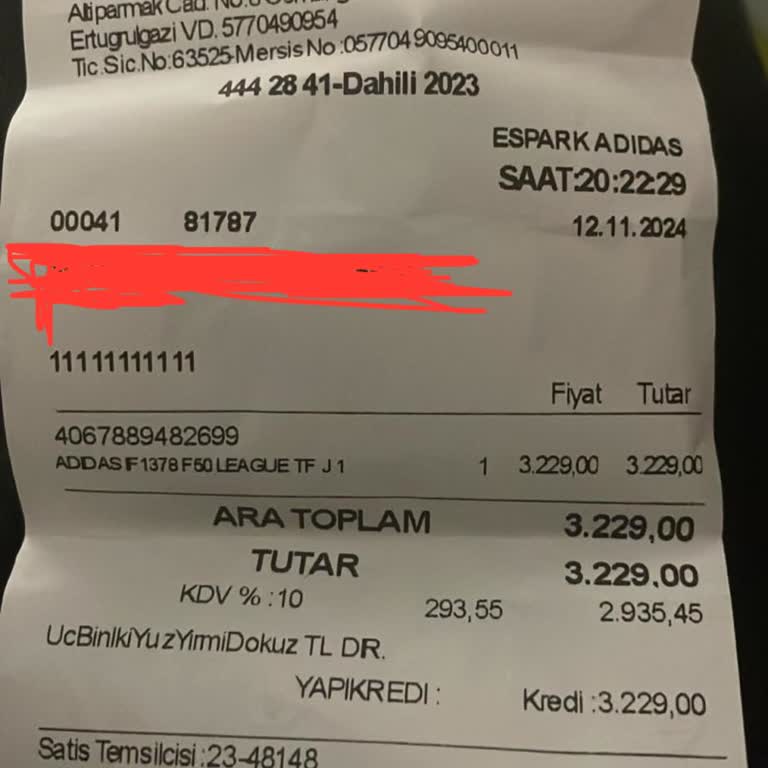 Altıparmak Cad. No:
Ertugrulgazi VD. 5770490954
Tic.Sic.No:63525-Mersis No:0577049095400011
444 28 41-Dahili 2023
ESPARK ADIDAS
SAAT:20:22:29
00041 81787 12.11.2024
11111111111
Fiyat Tutar
4067889482699
ADIDAS IF1378 F50 LEAGUE TF J 1 1 3.229,00 3.229,00
ARA TOPLAM 3.229,00
TUTAR 3.229,00
KDV % :10 293,55 2.935,45
UcBinIkiYuzYirmiDokuz TL DR.
YAPIKREDI : Kredi :3.229,00
Satis Temsilcisi :23-48148